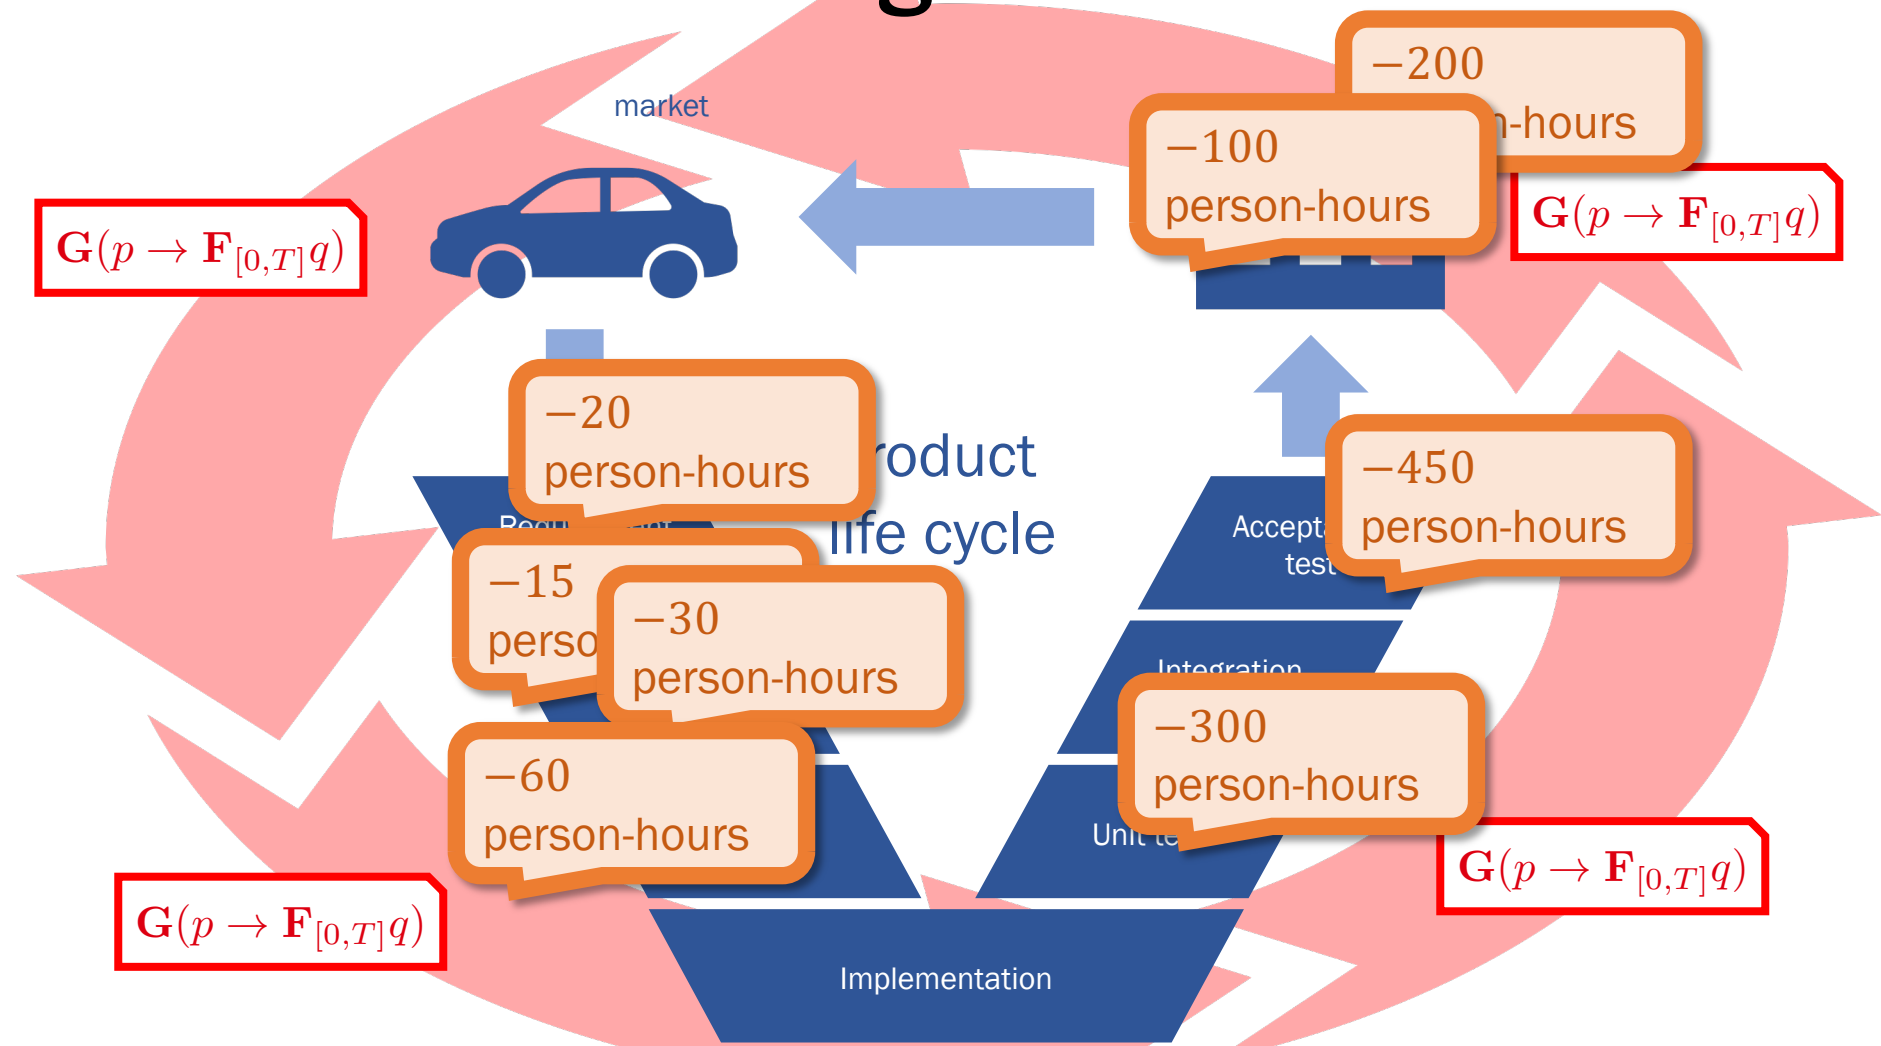 market
−200
-hours
−100
person-hours
G(p → F[0,T]q)
G(p → F[0,T]q)
−20
person-hours
roduct
life cycle
−450
person-hours
Accepta
test
−15
perso
−30
person-hours
Integration
−300
person-hours
−60
person-hours
Unit te
G(p → F[0,T]q)
G(p → F[0,T]q)
Implementation